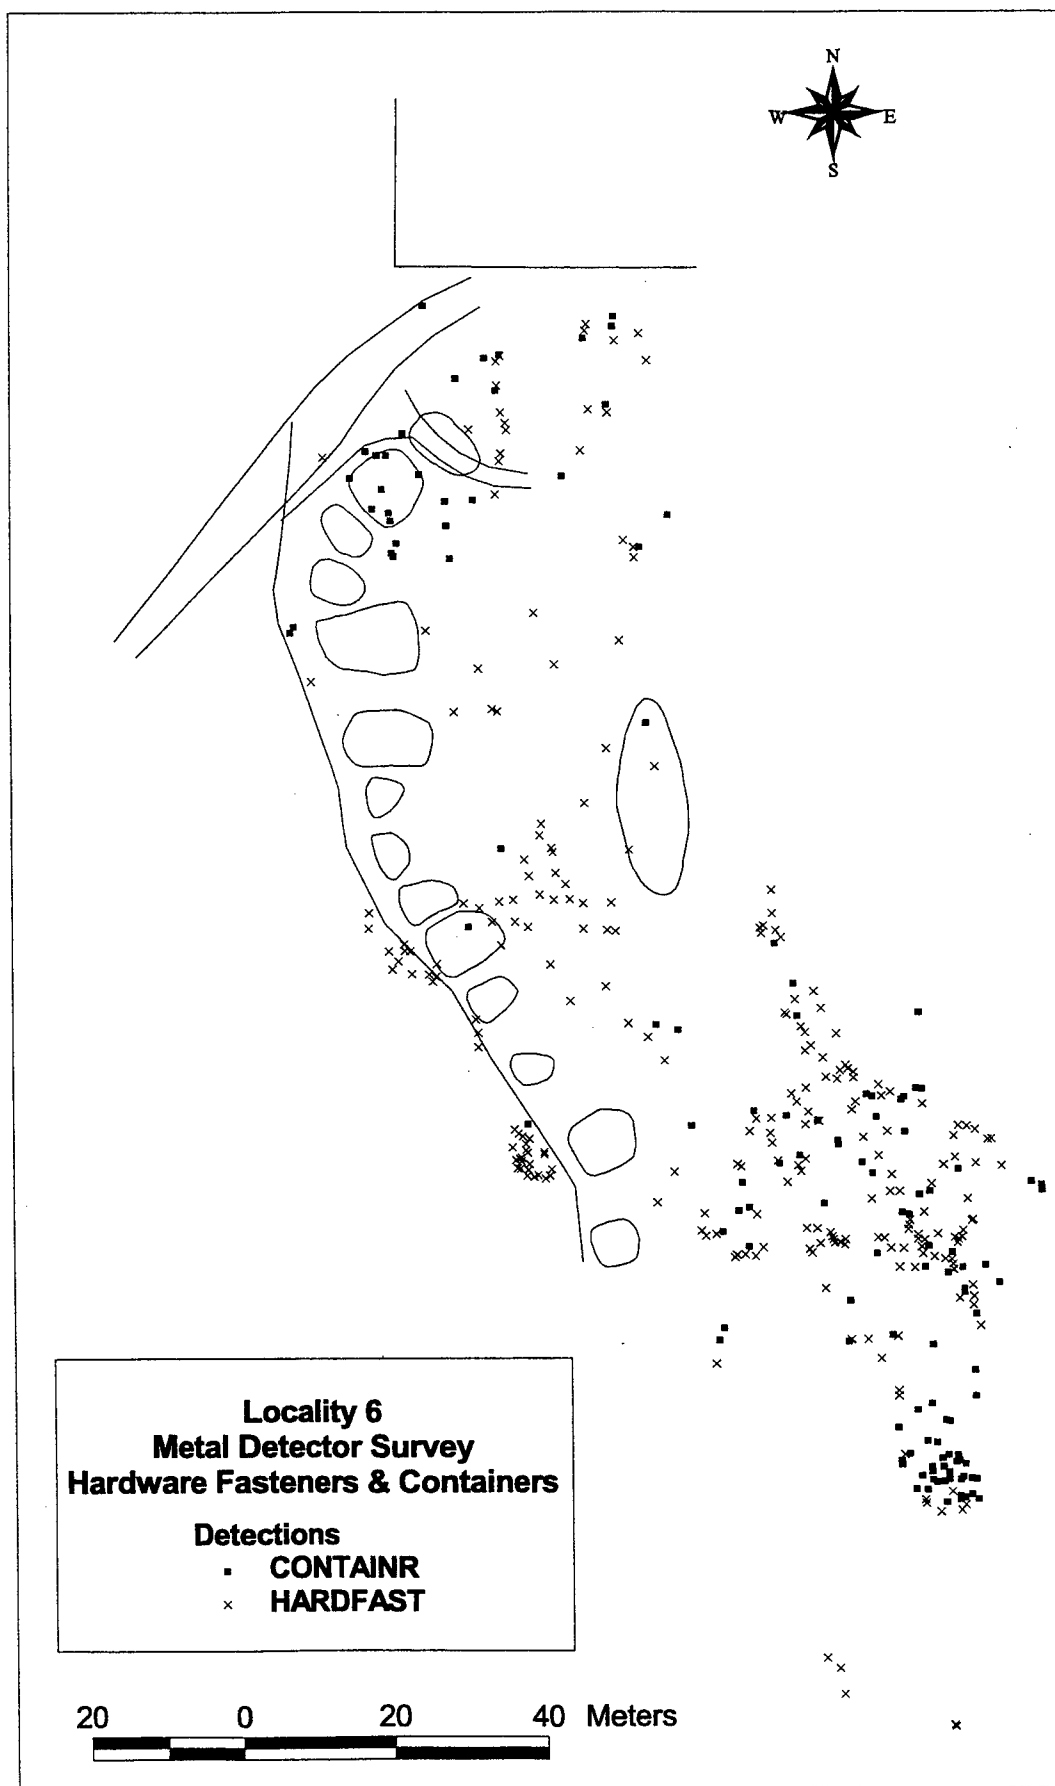 N
W E
S
Locality 6
Metal Detector Survey
Hardware Fasteners & Containers
Detections
CONTAINR
HARDFAST
20 0 20 40 Meters